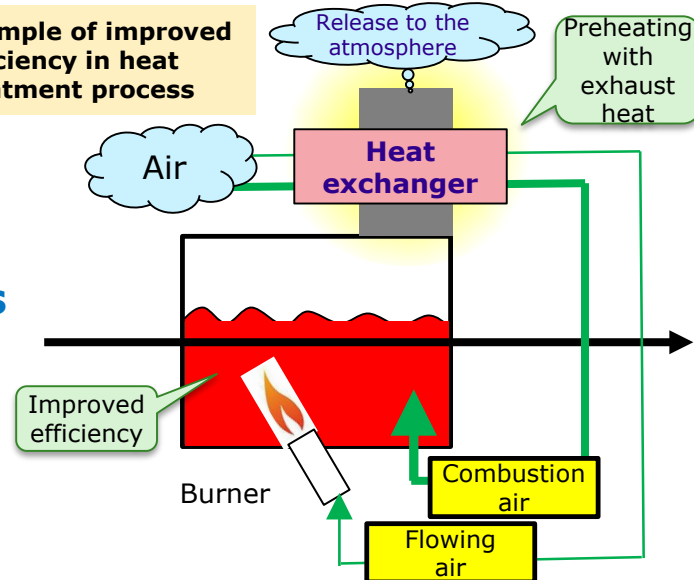 mple of improved
ciency in heat
atment process
Release to the
atmosphere
Preheating
with
exhaust
heat
Air
Heat
exchanger
s
Improved
efficiency
Burner
Combustion
air
Flowing
air